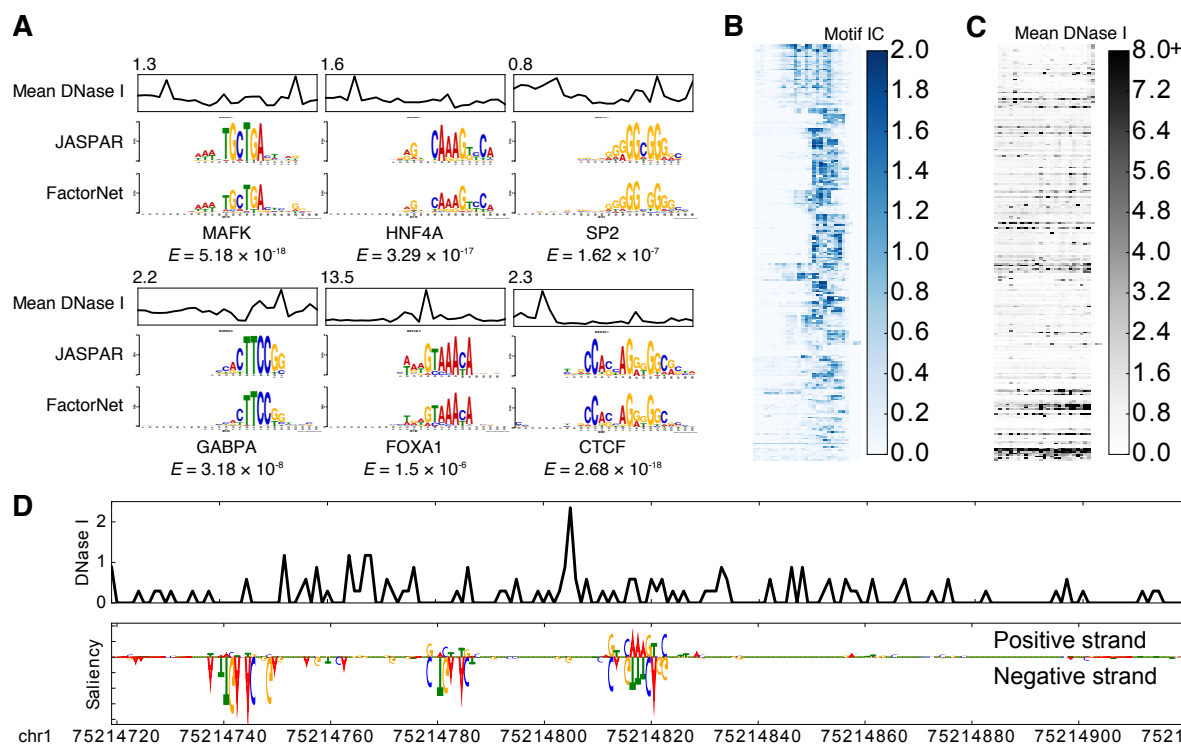 A
B
Motif IC
C
Mean DNase I
1.3
1.6
0.8
Mean DNase I
JASPAR
FactorNet
MAFK
HNF4A
SP2
E = 5.18 × 10-18
E = 3.29 × 10-17
E = 1.62 × 10-7
2.2
13.5
2.3
Mean DNase I
JASPAR
FactorNet
GABPA
FOXA1
CTCF
E = 3.18 × 10-8
E = 1.5 × 10-6
E = 2.68 × 10-18
2.0
1.8
1.6
1.4
1.2
1.0
0.8
0.6
0.4
0.2
0.0
8.0+
7.2
6.4
5.6
4.8
4.0
3.2
2.4
1.6
0.8
0.0
D
DNase I
2
1
0
Saliency
Positive strand
Negative strand
chr1 75214720 75214740 75214760 75214780 75214800 75214820 75214840 75214860 75214880 75214900 7521